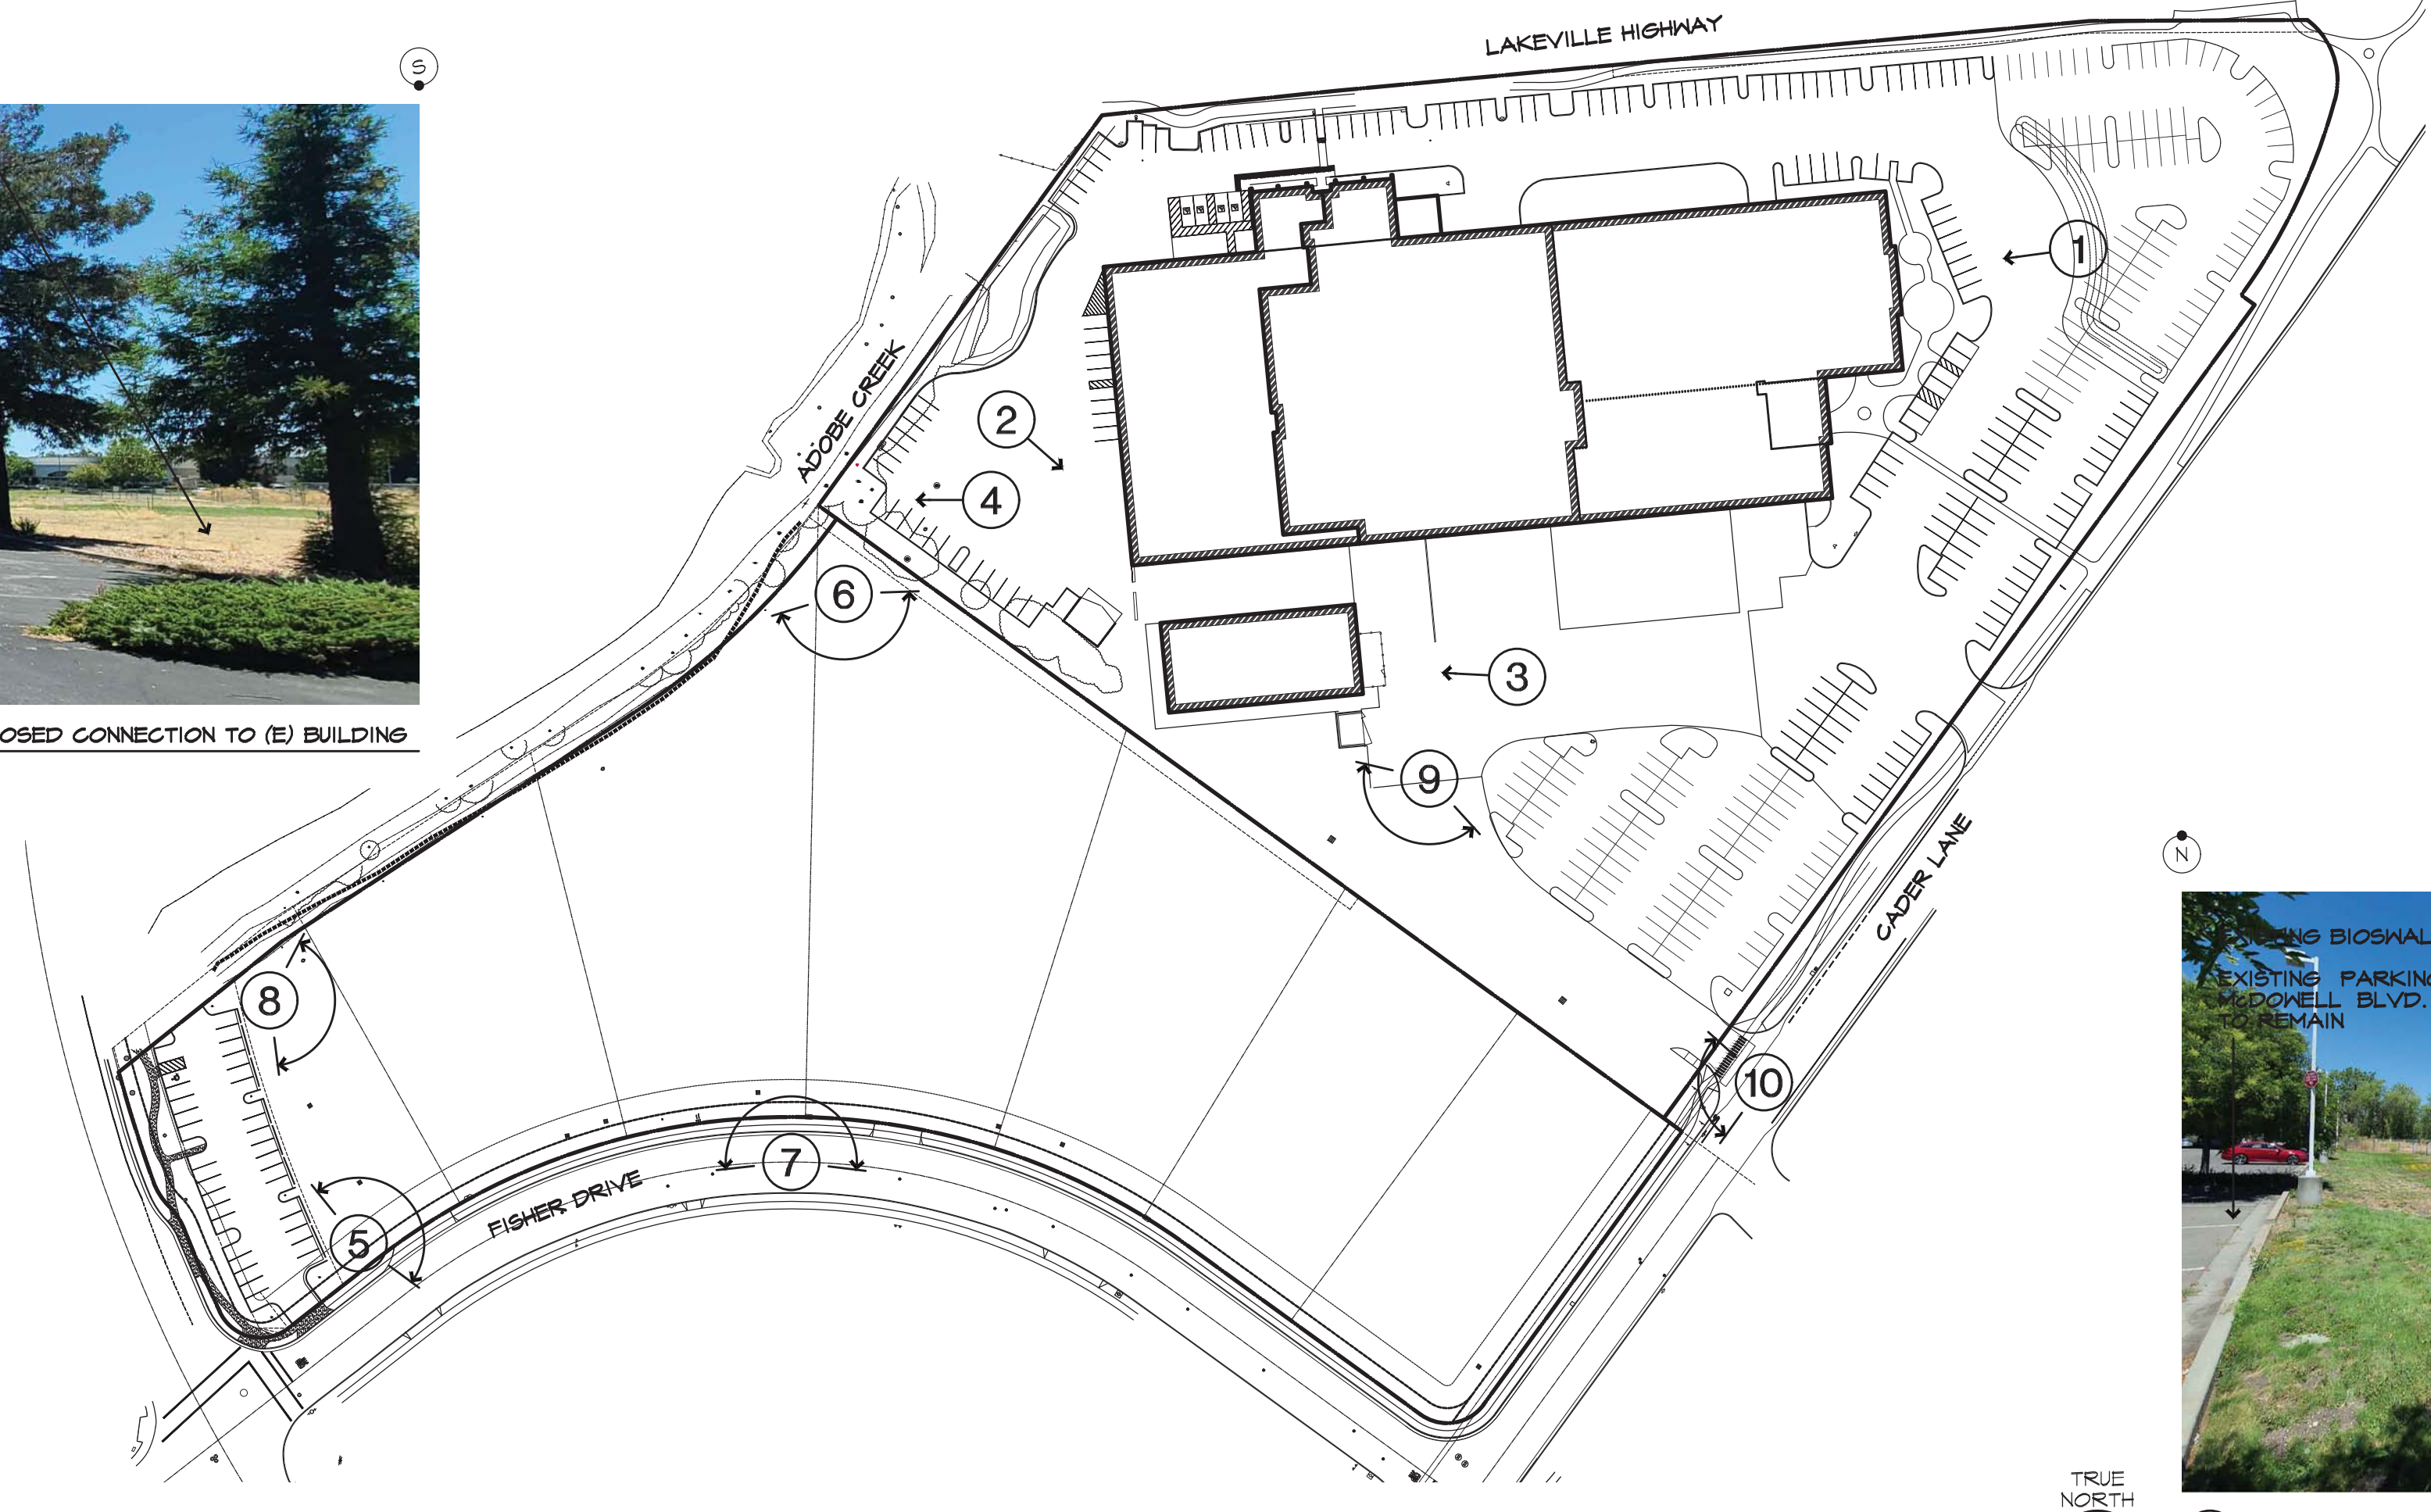 LAKEVILLE HIGHWAY
S
1
ADOBE CREEK
2
4
6
3
OSED CONNECTION TO (E) BUILDING
9
CADER LANE
N
ING BIOSWAL
EXISTING PARKING
McDOWELL BLVD.
TO REMAIN
8
10
7
FISHER DRIVE
5
TRUE
NORTH